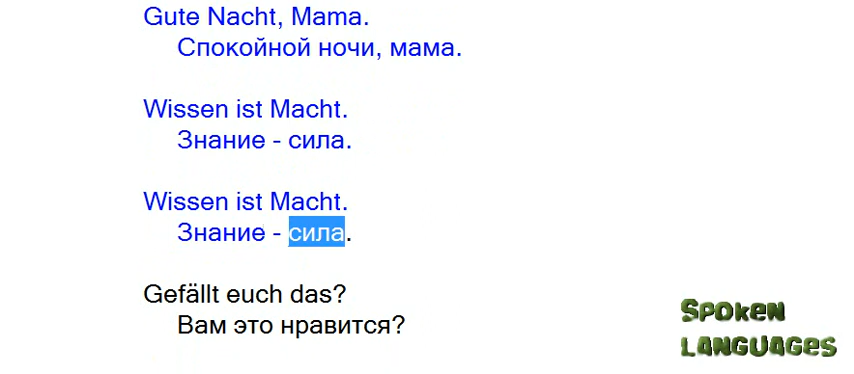 Gute Nacht, Mama.
Спокойной ночи, мама.
Wissen ist Macht.
Знание - сила.
Wissen ist Macht.
Знание - сила.
Gefällt euch das?
Вам это нравится?
Spoken
Languages